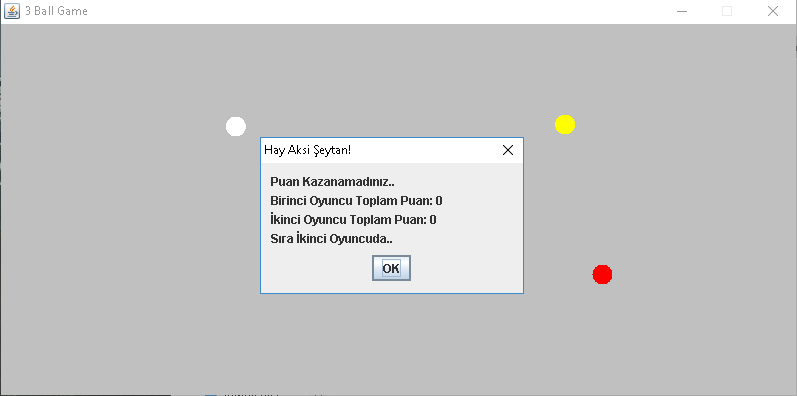 3 Ball Game
Hay Aksi Şeytan!
Puan Kazanamadınız..
Birinci Oyuncu Toplam Puan: 0
İkinci Oyuncu Toplam Puan: 0
Sıra İkinci Oyuncuda..
OK